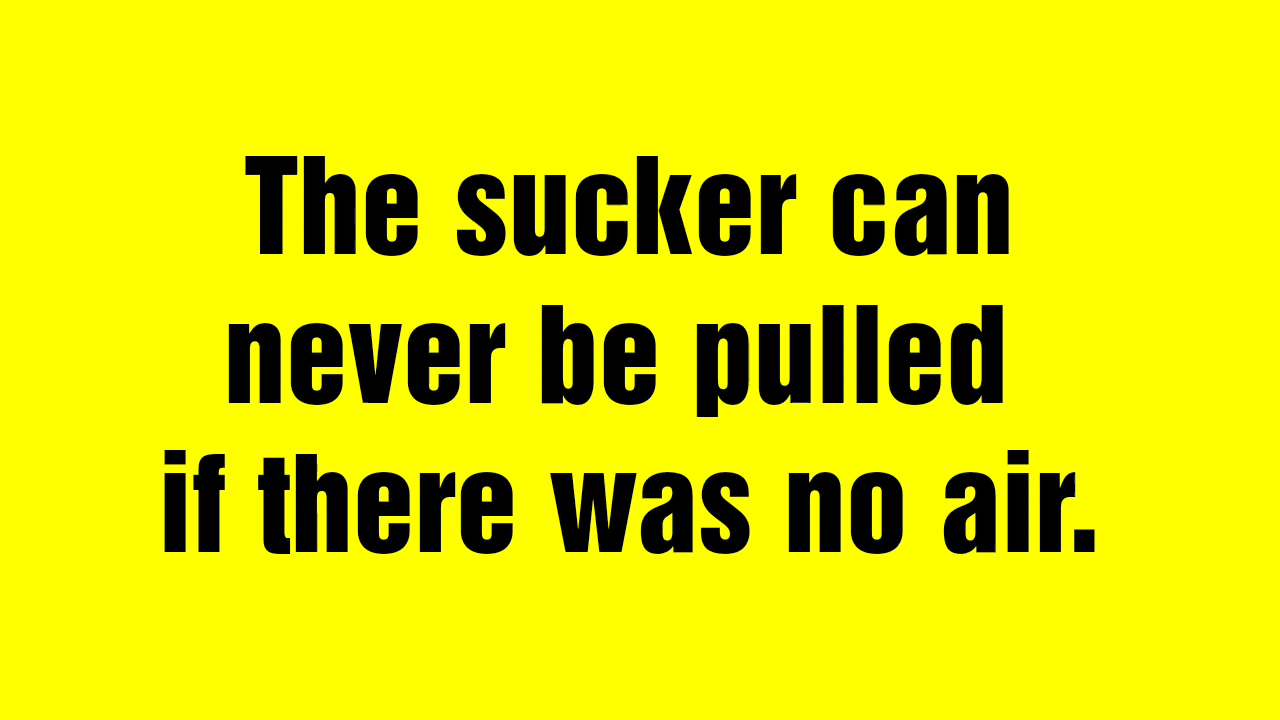 The sucker can
never be pulled
if there was no air.